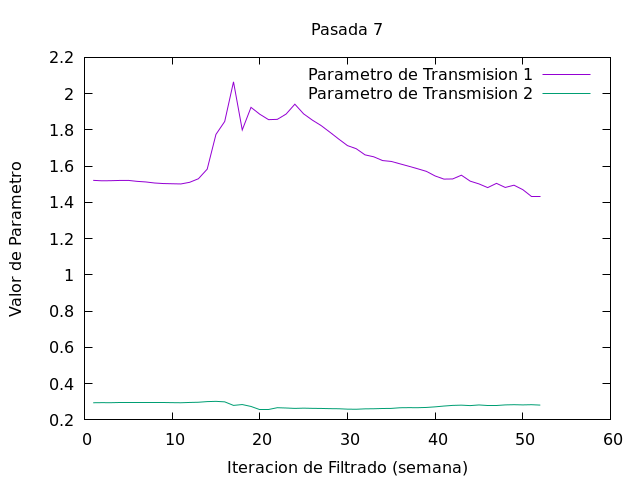 Pasada 7
Parametro de Transmision 1
Parametro de Transmision 2
Valor de Parametro
2.2
2
1.8
1.6
1.4
1.2
1
0.8
0.6
0.4
0.2
0 10 20 30 40 50 60
Iteracion de Filtrado (semana)